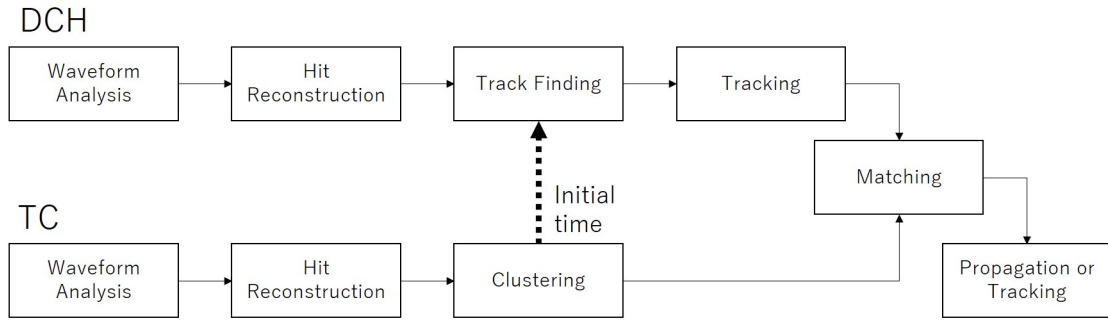 DCH
Waveform
Analysis
Hit
Reconstruction
Track Finding
Tracking
Matching
Initial
time
TC
Waveform
Analysis
Hit
Reconstruction
Clustering
Propagation or
Tracking